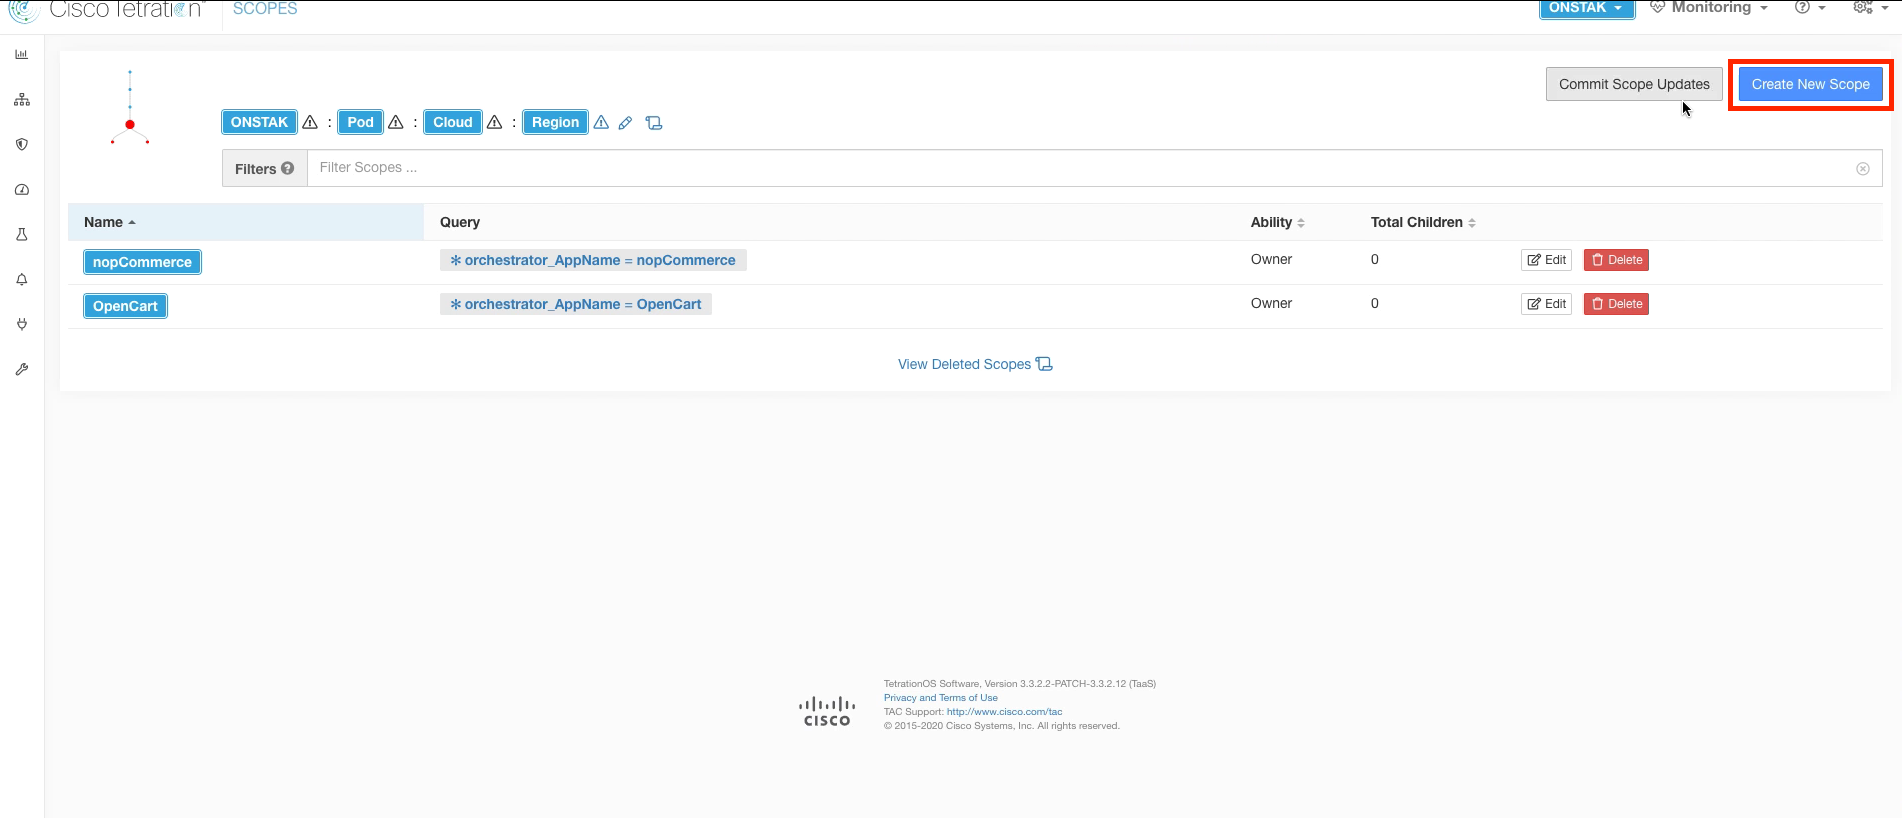 Cisco Tetration™ SCOPES ONSTAK Monitoring
Commit Scope Updates Create New Scope
ONSTAK : Pod : Cloud : Region
Filters Filter Scopes ...
Name Query Ability Total Children
nopCommerce * orchestrator_AppName = nopCommerce Owner 0 Edit Delete
OpenCart * orchestrator_AppName = OpenCart Owner 0 Edit Delete
View Deleted Scopes
TetrationOS Software, Version 3.3.2.2-PATCH-3.3.2.12 (TaaS)
Privacy and Terms of Use
TAC Support: http://www.cisco.com/tac
© 2015-2020 Cisco Systems, Inc. All rights reserved.
CISCO